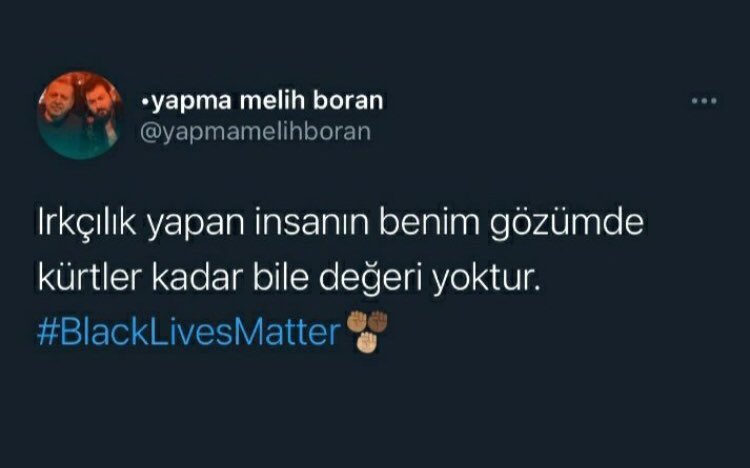 •yapma melih boran
@yapmamelihboran
Irkçılık yapan insanın benim gözümde
kürtler kadar bile değeri yoktur.
#BlackLivesMatter✊🏽✊🏾✊🏼